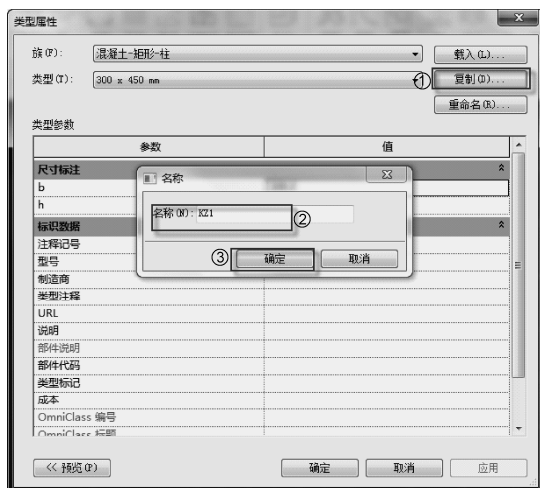 类型属性
族(F): 混凝土-矩形-柱 载入(L)...
类型(T): 300 x 450 mm ① 复制(D)...
重命名(R)...
类型参数
参数 值
尺寸标注
b
h
标识数据
注释记号
型号
制造商
类型注释
URL
说明
部件说明
部件代码
类型标记
成本
OmniClass 编号
OmniClass 标题
名称
名称(N): KZ1 ②
③ 确定 取消
<< 预览(P) 确定 取消 应用